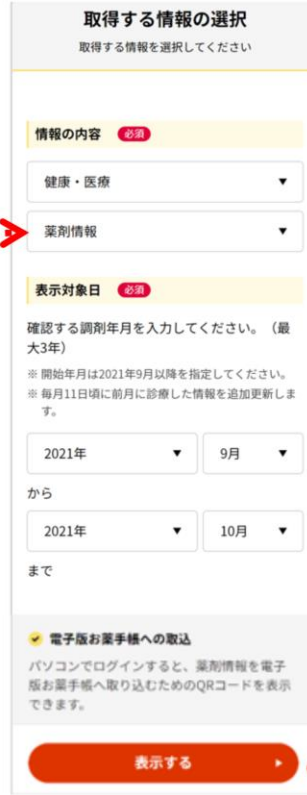 取得する情報の選択
取得する情報を選択してください
情報の内容 必須
健康・医療 ▼
薬剤情報 ▼
表示対象日 必須
確認する調剤年月を入力してください。（最
大3年）
※ 開始年月は2021年9月以降を指定してください。
※ 毎月11日頃に前月に診療した情報を追加更新しま
す。
2021年 ▼ 9月 ▼
から
2021年 ▼ 10月 ▼
まで
電子版お薬手帳への取込
パソコンでログインすると、薬剤情報を電子
版お薬手帳へ取り込むためのQRコードを表示
できます。
表示する